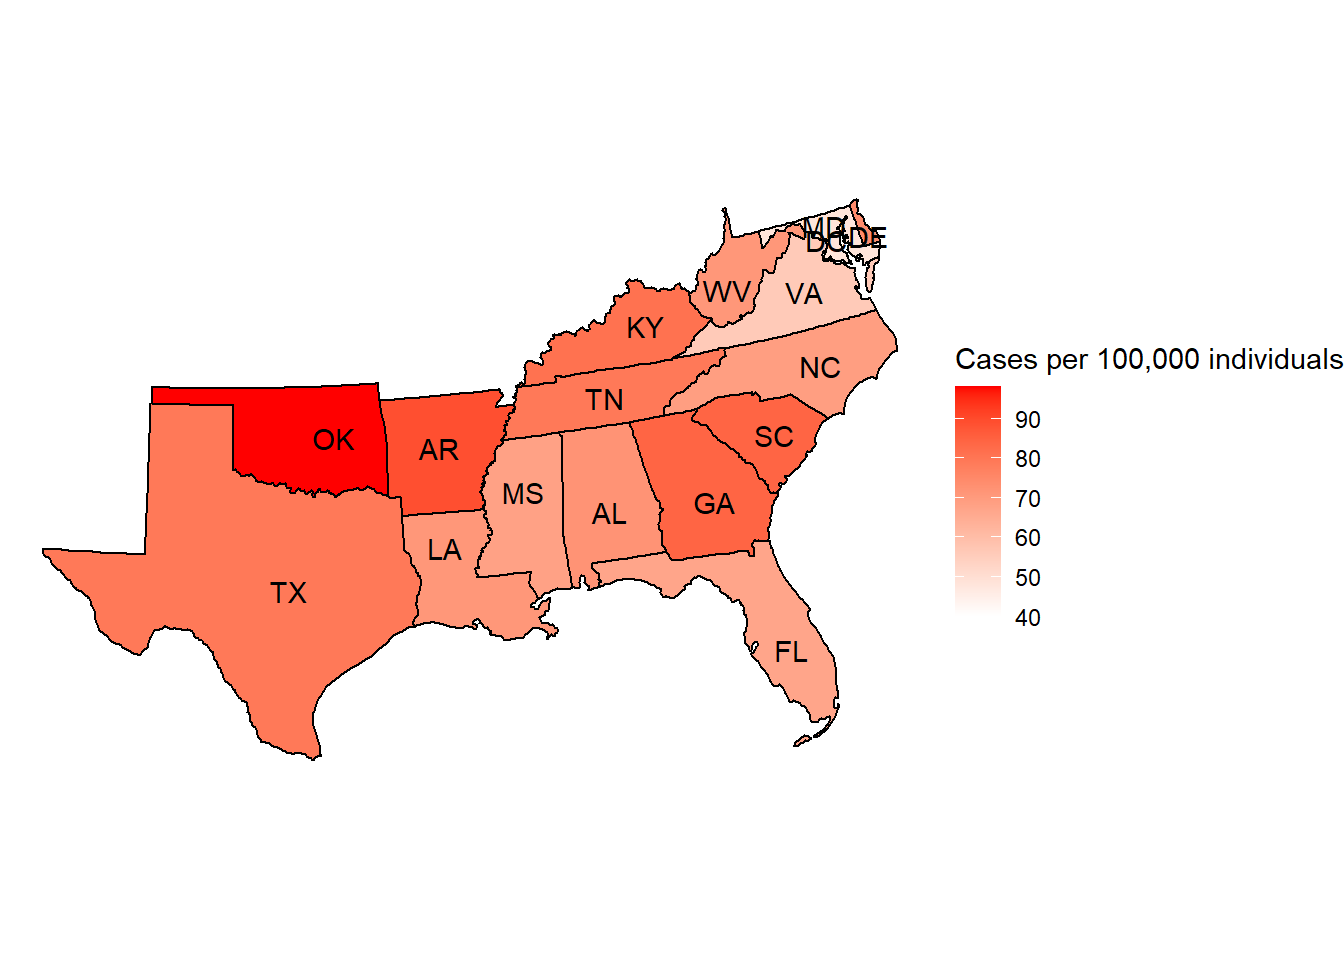 MD
DC
DE
WV
VA
KY
Cases per 100,000 individuals
NC
TN
90
OK
AR
SC
80
MS
70
GA
AL
60
LA
50
TX
40
FL